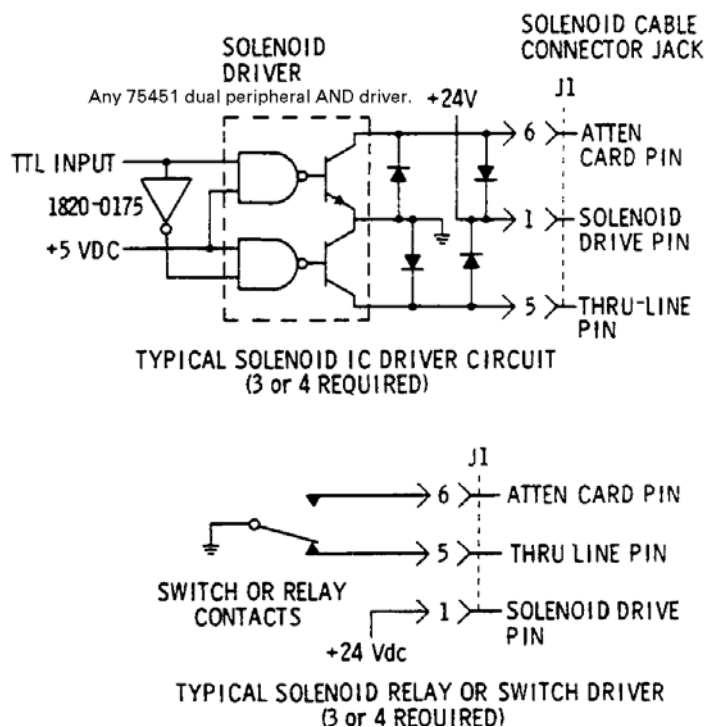 SOLENOID CABLE
CONNECTOR JACK
SOLENOID
DRIVER
Any 75451 dual peripheral AND driver.
+24V
J1
TTL INPUT
6
ATTEN
CARD PIN
1820-0175
1
SOLENOID
DRIVE PIN
+5 VDC
5
THRU-LINE
PIN
TYPICAL SOLENOID IC DRIVER CIRCUIT
(3 or 4 REQUIRED)
J1
6
ATTEN CARD PIN
5
THRU LINE PIN
SWITCH OR RELAY
CONTACTS
1
SOLENOID DRIVE
PIN
+24 Vdc
TYPICAL SOLENOID RELAY OR SWITCH DRIVER
(3 or 4 REQUIRED)